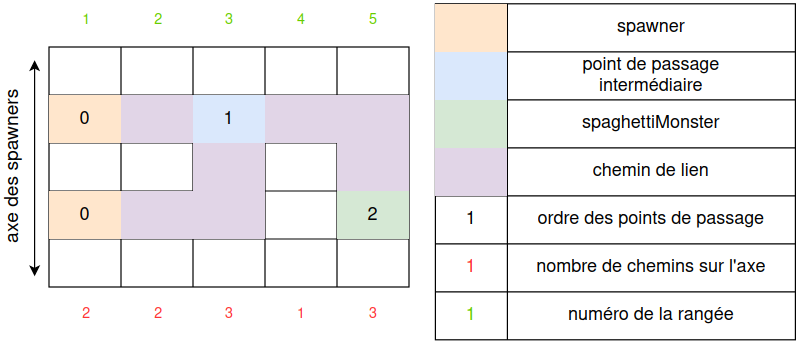 1 2 3 4 5
axe des spawners
0 1
0 2
2 2 3 1 3
spawner
point de passage
intermédiaire
spaghettiMonster
chemin de lien
1 ordre des points de passage
1 nombre de chemins sur l'axe
1 numéro de la rangée